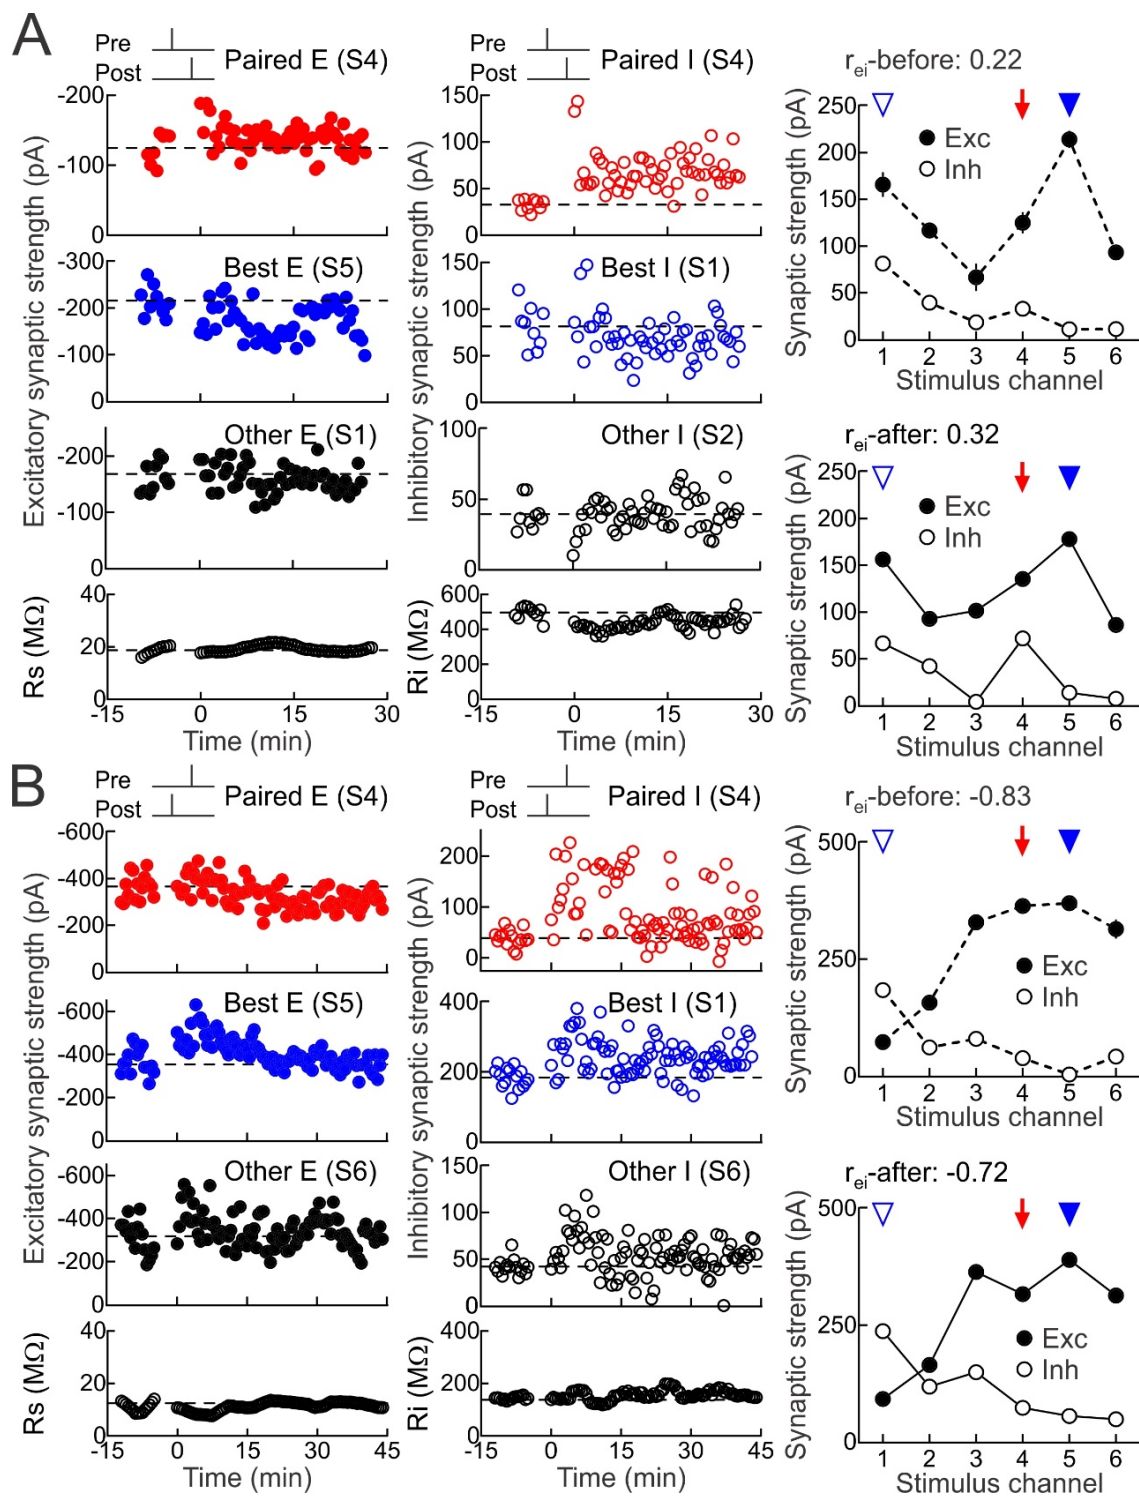 A
Pre
Post
Paired E (S4)
Excitatory synaptic strength (pA)
-200
-100
0
Best E (S5)
-300
-200
-100
0
Other E (S1)
-200
-100
0
Rs (MΩ)
40
20
0
-15 0 15 30
Time (min)
Pre
Post
Paired I (S4)
Inhibitory synaptic strength (pA)
150
100
50
0
Best I (S1)
150
100
50
0
Other I (S2)
100
50
0
Ri (MΩ)
600
400
200
0
-15 0 15 30
Time (min)
rei-before: 0.22
Synaptic strength (pA)
250
200
150
100
50
0
Exc
Inh
1 2 3 4 5 6
Stimulus channel
rei-after: 0.32
Synaptic strength (pA)
250
200
150
100
50
0
Exc
Inh
1 2 3 4 5 6
Stimulus channel
B
Pre
Post
Paired E (S4)
Excitatory synaptic strength (pA)
-600
-400
-200
0
Best E (S5)
-600
-400
-200
0
Other E (S6)
-600
-400
-200
0
Rs (MΩ)
40
20
0
-15 0 15 30 45
Time (min)
Pre
Post
Paired I (S4)
Inhibitory synaptic strength (pA)
200
100
0
Best I (S1)
400
200
0
Other I (S6)
150
100
50
0
Ri (MΩ)
400
200
0
-15 0 15 30 45
Time (min)
rei-before: -0.83
Synaptic strength (pA)
500
250
0
Exc
Inh
1 2 3 4 5 6
Stimulus channel
rei-after: -0.72
Synaptic strength (pA)
500
250
0
Exc
Inh
1 2 3 4 5 6
Stimulus channel